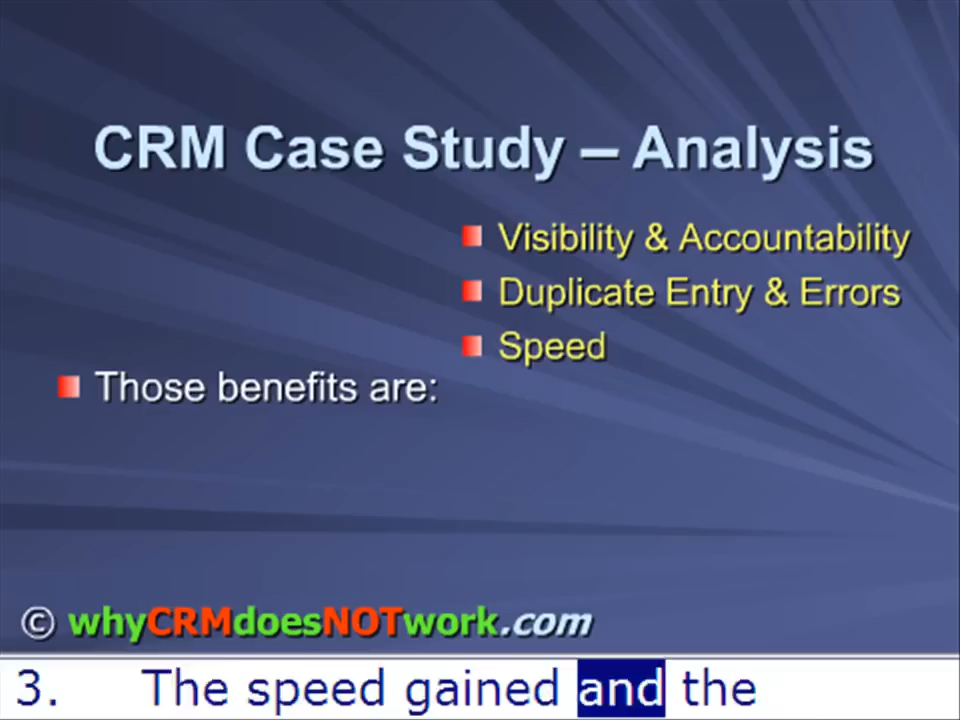 CRM Case Study – Analysis
Visibility & Accountability
Duplicate Entry & Errors
Speed
Those benefits are:
© whyCRMdoesNOTwork.com
3. The speed gained and the